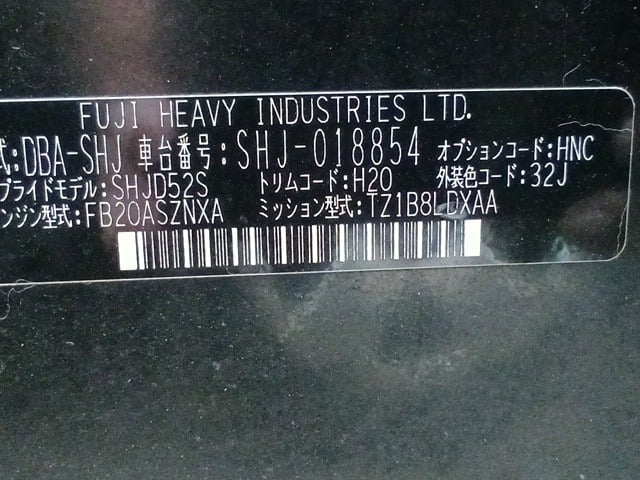 FUJI HEAVY INDUSTRIES LTD.
式:DBA-SHJ 車台番号:SHJ-018854 オプションコード:HNC
プライドモデル:SHJD52S トリムコード:H20 外装色コード:32J
ンジン型式:FB20ASZNXA ミッション型式:TZ1B8LDXAA